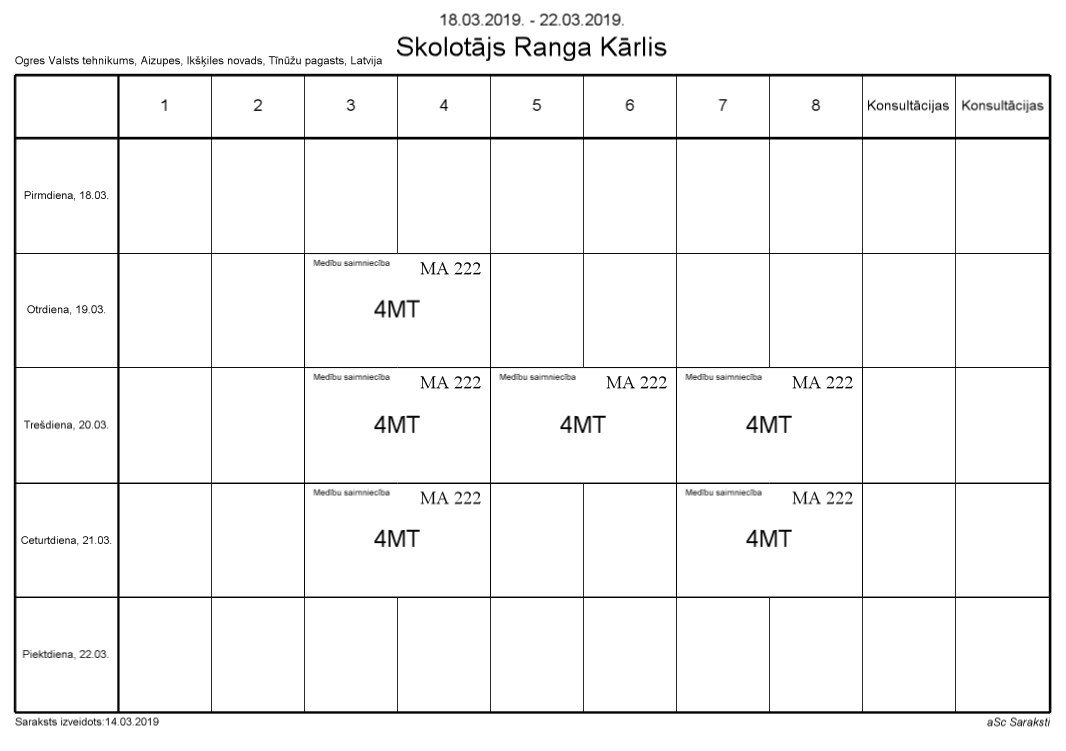 18.03.2019. - 22.03.2019.
Skolotājs Ranga Kārlis
Ogres Valsts tehnikums, Aizupes, Ikšķiles novads, Tīnūžu pagasts, Latvija
1 2 3 4 5 6 7 8 Konsultācijas Konsultācijas
Pirmdiena, 18.03.
Medību saimniecība MA 222
Otrdiena, 19.03. 4MT
Medību saimniecība MA 222 Medību saimniecība MA 222 Medību saimniecība MA 222
Trešdiena, 20.03. 4MT 4MT 4MT
Medību saimniecība MA 222 Medību saimniecība MA 222
Ceturtdiena, 21.03. 4MT 4MT
Piektdiena, 22.03.
Saraksts izveidots:14.03.2019 aSc Saraksti